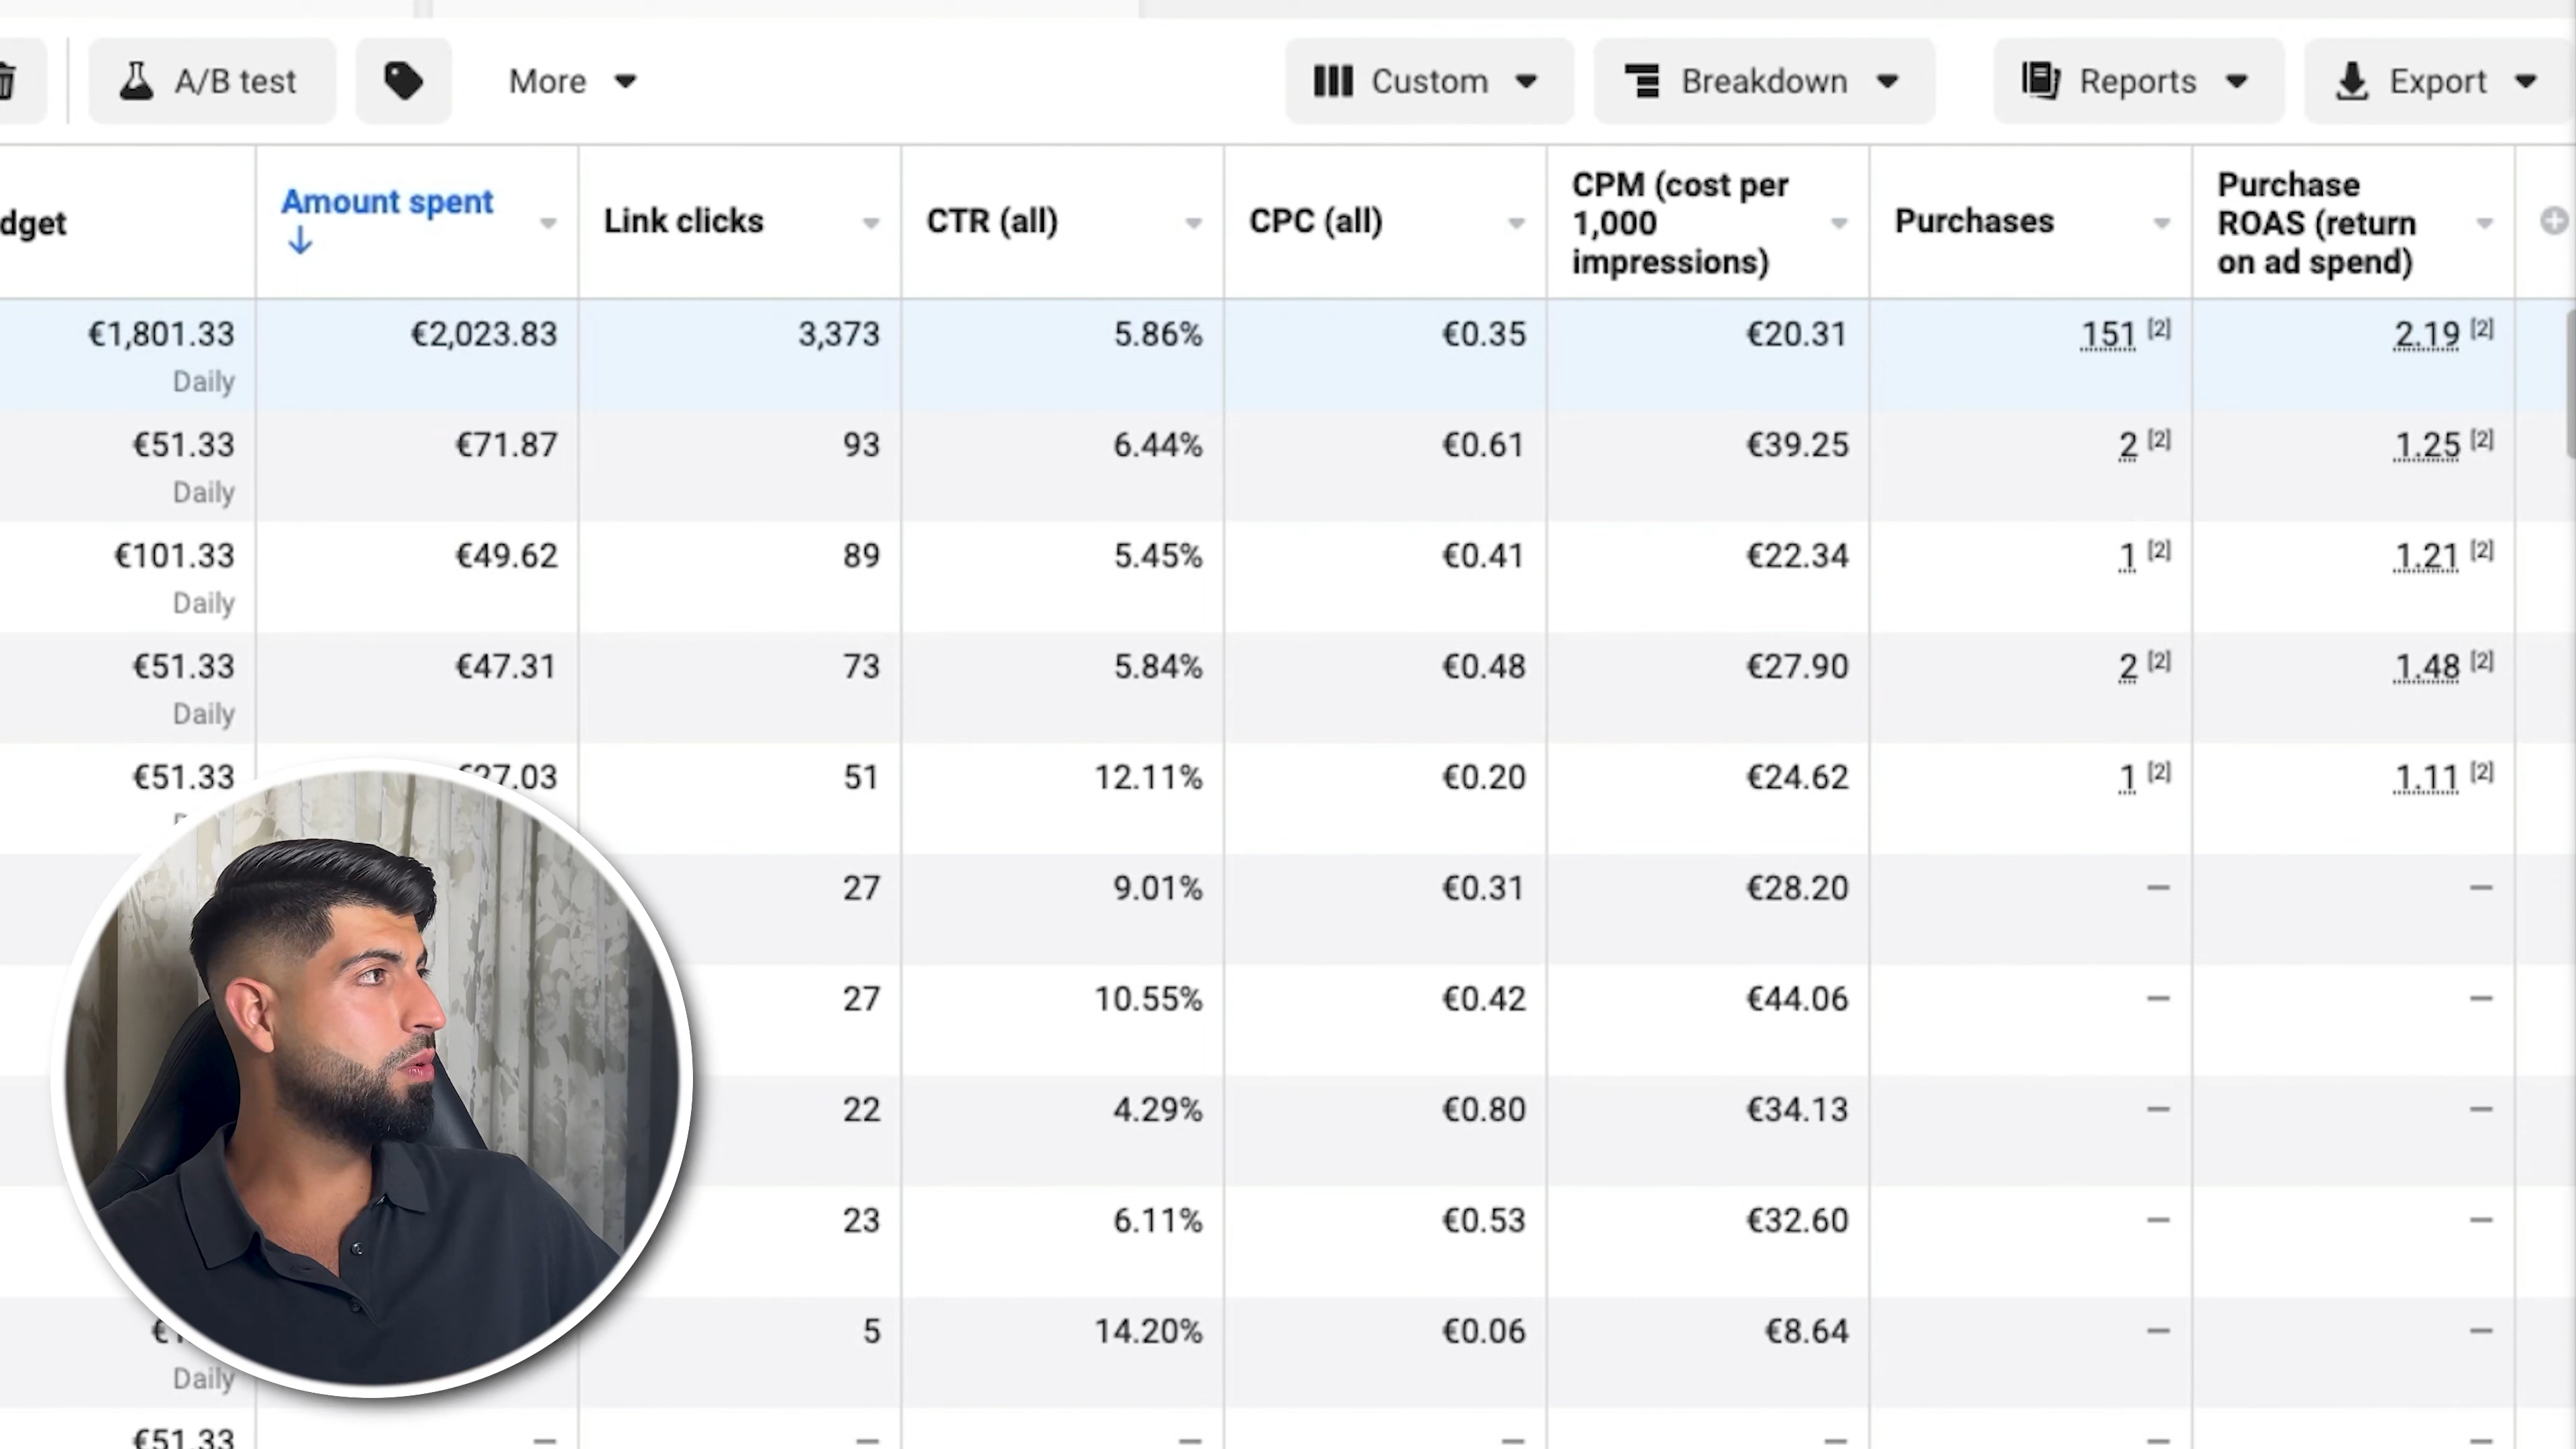 A/B test More Custom Breakdown Reports Export
dget Amount spent ↓ Link clicks CTR (all) CPC (all) CPM (cost per 1,000 impressions) Purchases Purchase ROAS (return on ad spend)
€1,801.33 €2,023.83 3,373 5.86% €0.35 €20.31 151 [2] 2.19 [2]
Daily
€51.33 €71.87 93 6.44% €0.61 €39.25 2 [2] 1.25 [2]
Daily
€101.33 €49.62 89 5.45% €0.41 €22.34 1 [2] 1.21 [2]
Daily
€51.33 €47.31 73 5.84% €0.48 €27.90 2 [2] 1.48 [2]
Daily
€51.33 €27.03 51 12.11% €0.20 €24.62 1 [2] 1.11 [2]
27 9.01% €0.31 €28.20 — —
27 10.55% €0.42 €44.06 — —
22 4.29% €0.80 €34.13 — —
23 6.11% €0.53 €32.60 — —
5 14.20% €0.06 €8.64 — —
Daily
€51.33 — — — — — — —